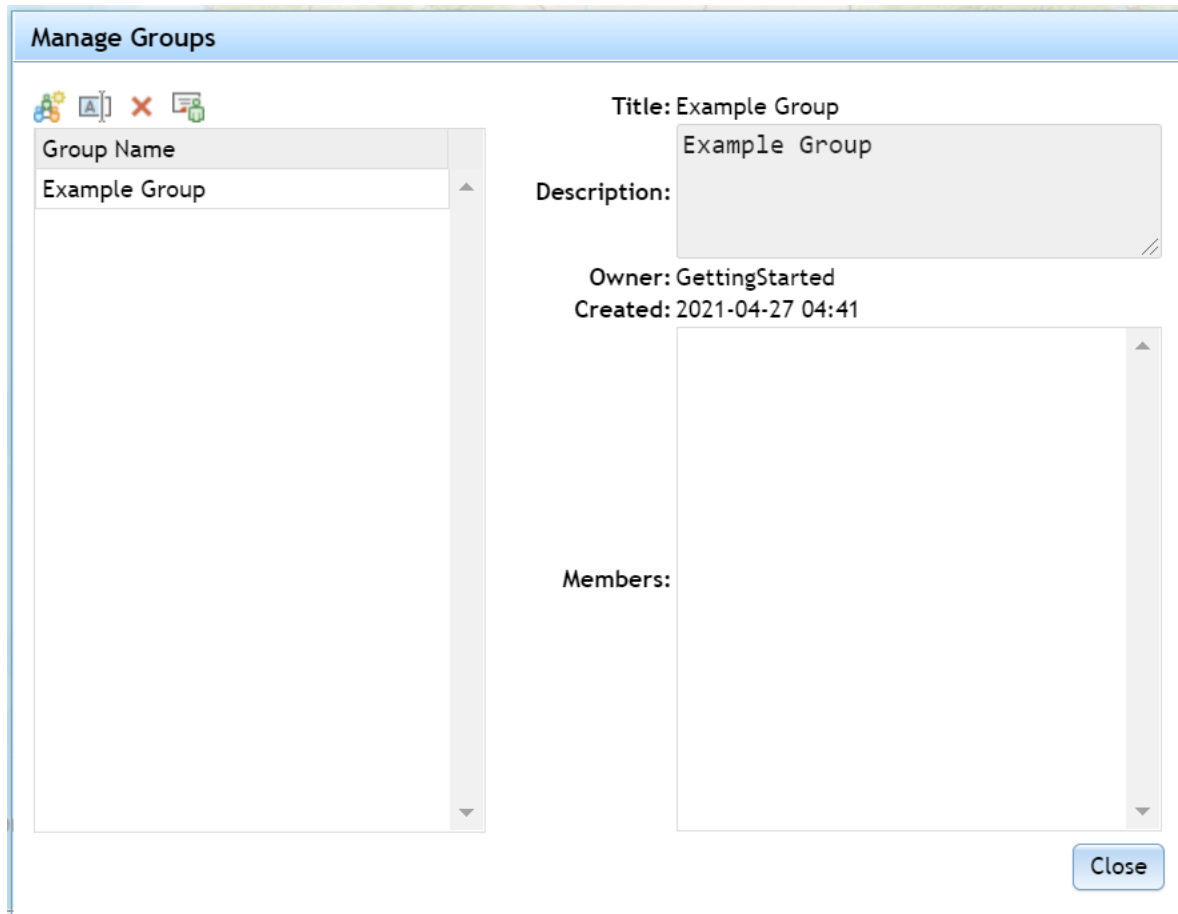 Manage Groups
Title: Example Group
Group Name
Example Group
Example Group
Description:
Owner: GettingStarted
Created: 2021-04-27 04:41
Members:
Close